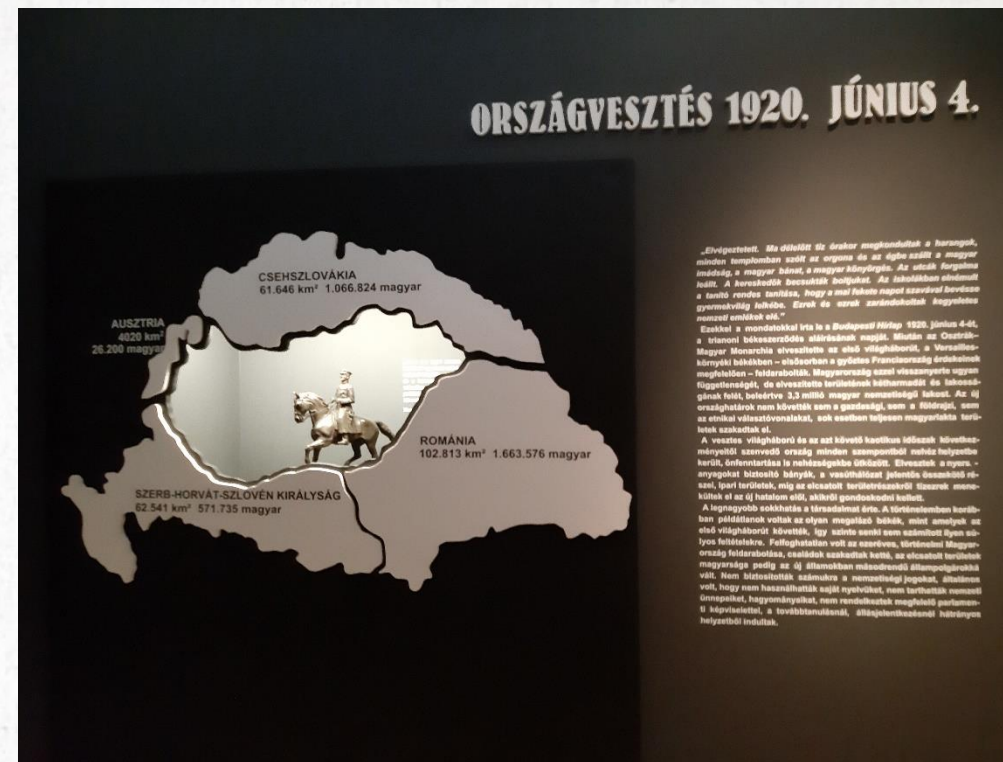 ORSZÁGVESZTÉS 1920. JÚNIUS 4.
CSEHSZLOVÁKIA
61.646 km² 1.066.824 magyar
AUSZTRIA
4020 km²
26.200 magyar
ROMÁNIA
102.813 km² 1.663.576 magyar
SZERB-HORVÁT-SZLOVÉN KIRÁLYSÁG
62.541 km² 571.735 magyar
„Elvégeztetett. Ma délelőtt tíz órakor megkondultak a harangok,
minden templomban szólt az orgona és az égbe szállt a magyar
imádság, a magyar bánat, a magyar könyörgés. Az utcák forgalma
leállt. A kereskedők becsukták boltjukat. Az iskolákban elnémult
a tanító rendes tanítása, hogy a mai fekete napot szavával bevésse
gyermekvilág lelkébe. Ezrek és ezrek zarándokoltak kegyeletes
nemzeti emlékok elé.”
Ezekkel a mondatokkal írta le a Budapesti Hírlap 1920. június 4-ét,
a trianoni békeszerződés aláírásának napját. Miután az Osztrák–
Magyar Monarchia elveszítette az első világháborút, a Versailles-
környéki békékben – elsősorban a győztes Franciaország érdekeinek
megfelelően – feldarabolták. Magyarország ezzel visszanyerte ugyan
függetlenségét, de elveszítette területének kétharmadát és lakossá-
gának felét, beleértve 3,3 millió magyar nemzetiségű lakost. Az új
országhatárok nem követték sem a gazdasági, sem a földrajzi, sem
az etnikai választóvonalakat, sok esetben teljesen magyarlakta terü-
letek szakadtak el.
A vesztes világháború és az azt követő kaotikus időszak következ-
ményeitől szenvedő ország minden szempontból nehéz helyzetbe
került, önfenntartása is nehézségekbe ütközött. Elvesztek a nyers -
anyagokat biztosító bányák, a vasúthálózat jelentős összekötő ré-
szei, ipari területek, míg az elcsatolt területrészekről tízezrek mene-
kültek el az új hatalom elől, akikről gondoskodni kellett.
A legnagyobb sokkhatás a társadalmat érte. A történelemben koráb-
ban példátlanok voltak az olyan megalázó békék, mint amelyek az
első világháborút követték, így szinte senki sem számított ilyen sú-
lyos feltételekre. Felfoghatatlan volt az ezeréves, történelmi Magyar-
ország feldarabolása, családok szakadtak ketté, az elcsatolt területek
magyarsága pedig az új államokban másodrendű állampolgárokká
vált. Nem biztosították számukra a nemzetiségi jogokat, általános
volt, hogy nem használhatták saját nyelvüket, nem tarthatták nemzeti
ünnepeiket, hagyományaikat, nem rendelkeztek megfelelő parlamen-
ti képviselettel, a továbbtanulásnál, állásjelentkezésnél hátrányos
helyzetből indultak.